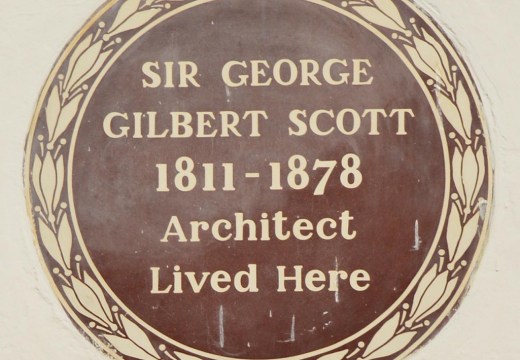 SIR GEORGE
GILBERT SCOTT
1811-1878
Architect
Lived Here